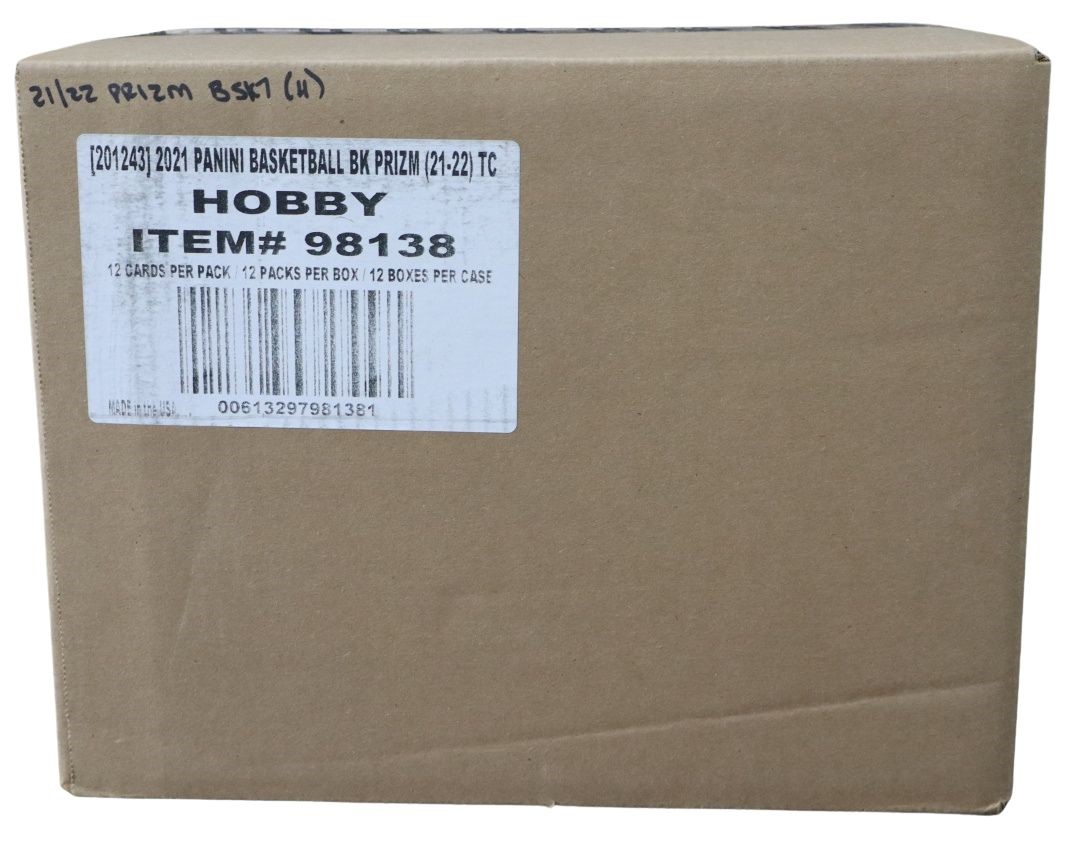 21/22 PRIZM BSKT (H)
[201243] 2021 PANINI BASKETBALL BK PRIZM (21-22) TC
HOBBY
ITEM# 98138
12 CARDS PER PACK / 12 PACKS PER BOX / 12 BOXES PER CASE
MADE in the USA
00613297981381